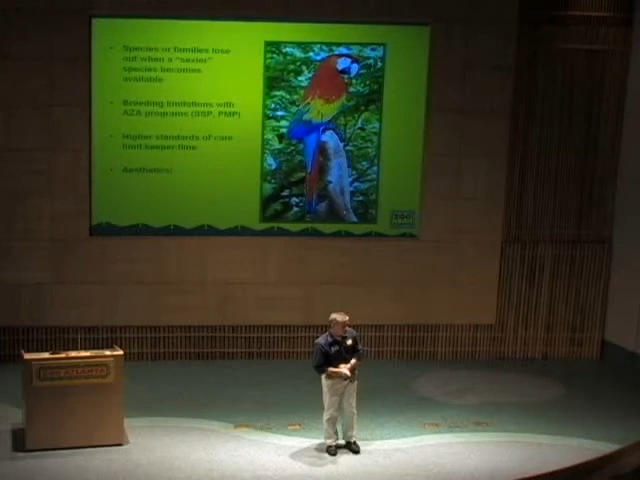 Species or families lose
out when a "sexier"
species becomes
available
Breeding limitations with
AZA programs (SSP, PMP)
Higher standards of care
limit keeper time
Aesthetics!
ZOO
ZOO ATLANTA